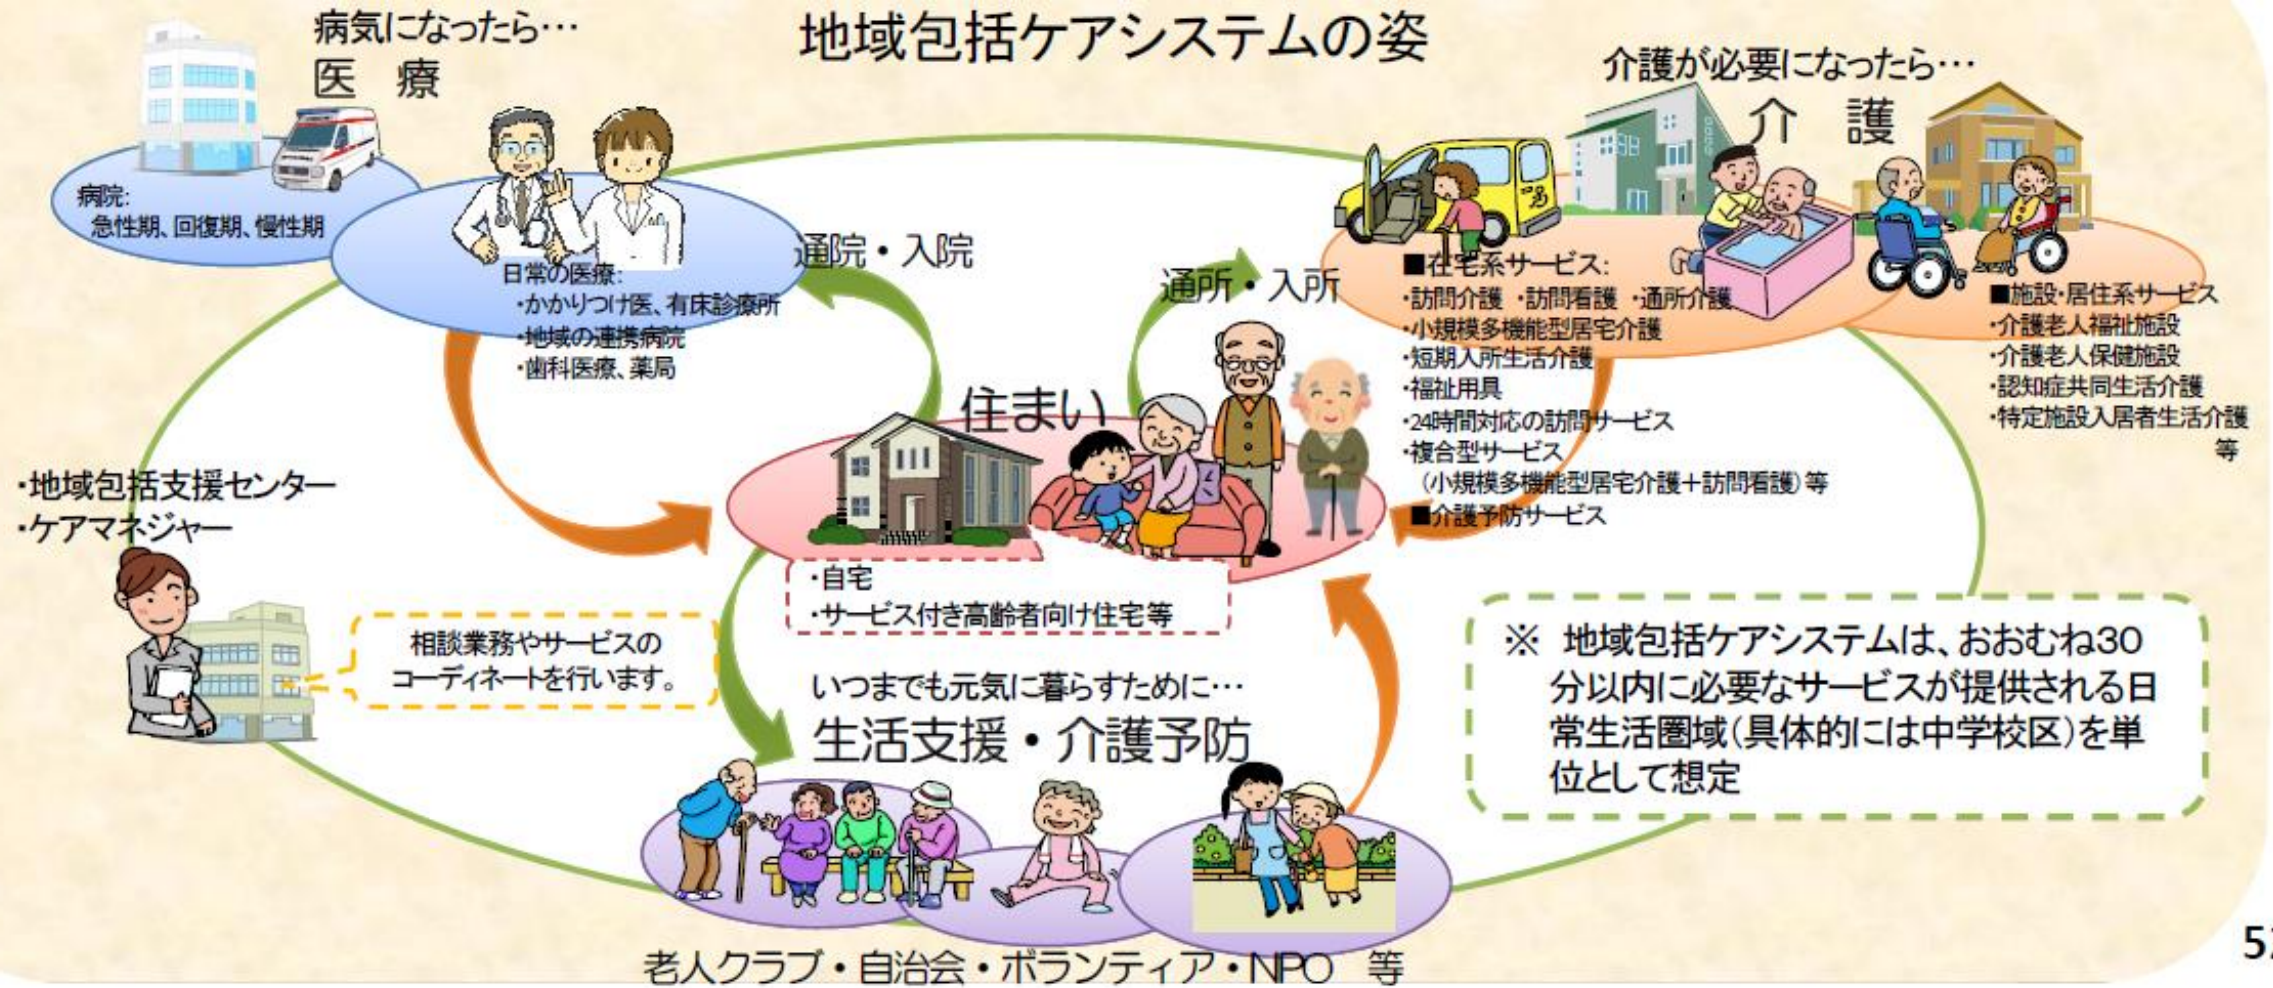 地域包括ケアシステムの姿
病気になったら…
医 療
病院:
急性期、回復期、慢性期
日常の医療:
・かかりつけ医、有床診療所
・地域の連携病院
・歯科医療、薬局
通院・入院
通所・入所
介護が必要になったら…
介 護
■在宅系サービス:
・訪問介護 ・訪問看護 ・通所介護
・小規模多機能型居宅介護
・短期入所生活介護
・福祉用具
・24時間対応の訪問サービス
・複合型サービス
（小規模多機能型居宅介護＋訪問看護）等
■介護予防サービス
■施設・居住系サービス
・介護老人福祉施設
・介護老人保健施設
・認知症共同生活介護
・特定施設入居者生活介護
等
住まい
・自宅
・サービス付き高齢者向け住宅等
・地域包括支援センター
・ケアマネジャー
相談業務やサービスの
コーディネートを行います。
いつまでも元気に暮らすために…
生活支援・介護予防
老人クラブ・自治会・ボランティア・NPO 等
※ 地域包括ケアシステムは、おおむね30
分以内に必要なサービスが提供される日
常生活圏域（具体的には中学校区）を単
位として想定